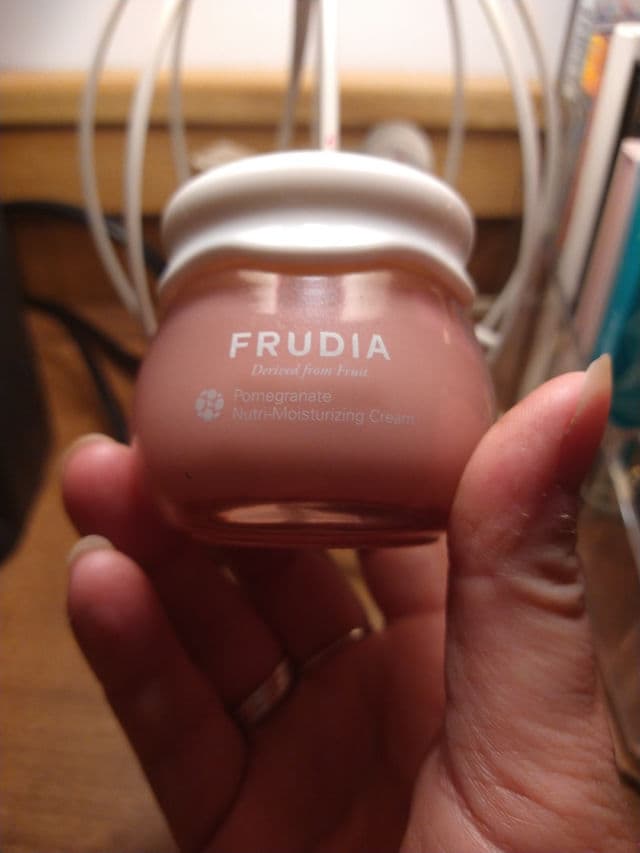 FRUDIA
Derived from Fruit
Pomegranate
Nutri-Moisturizing Cream